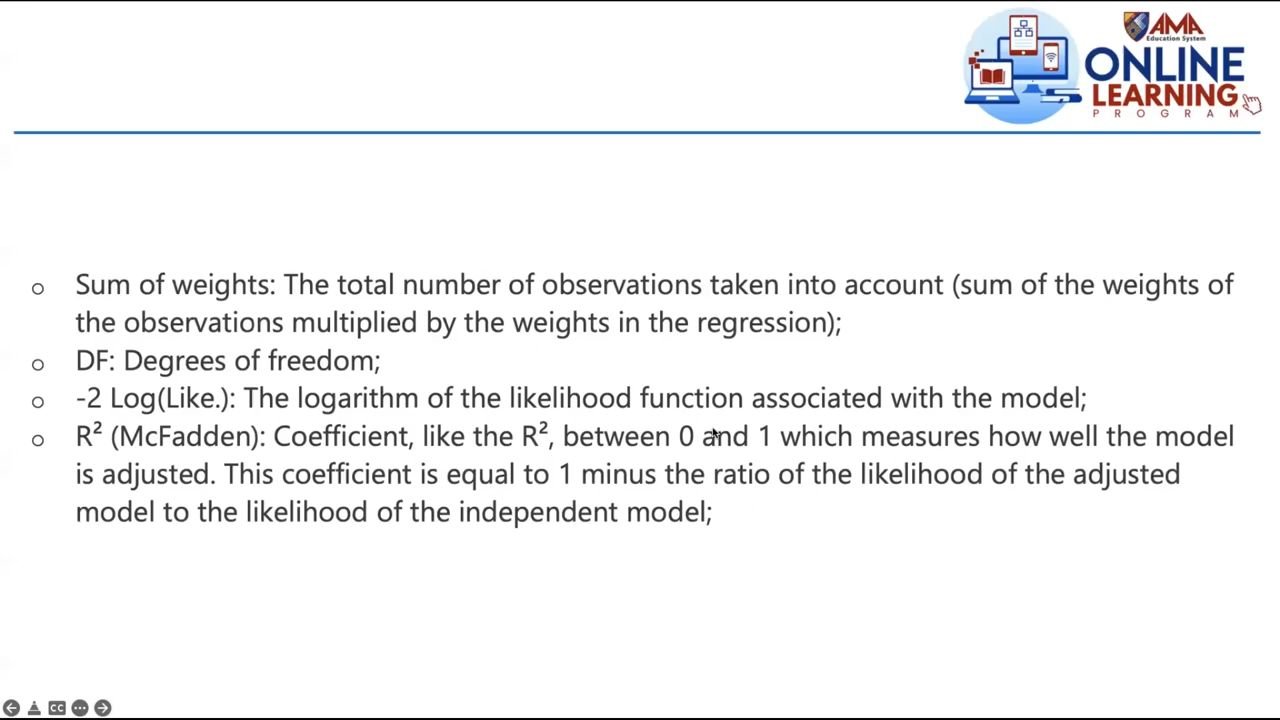 AMA
Education System
ONLINE
LEARNING
PROGRAM
o Sum of weights: The total number of observations taken into account (sum of the weights of
the observations multiplied by the weights in the regression);
o DF: Degrees of freedom;
o -2 Log(Like.): The logarithm of the likelihood function associated with the model;
o R² (McFadden): Coefficient, like the R², between 0 and 1 which measures how well the model
is adjusted. This coefficient is equal to 1 minus the ratio of the likelihood of the adjusted
model to the likelihood of the independent model;
CC